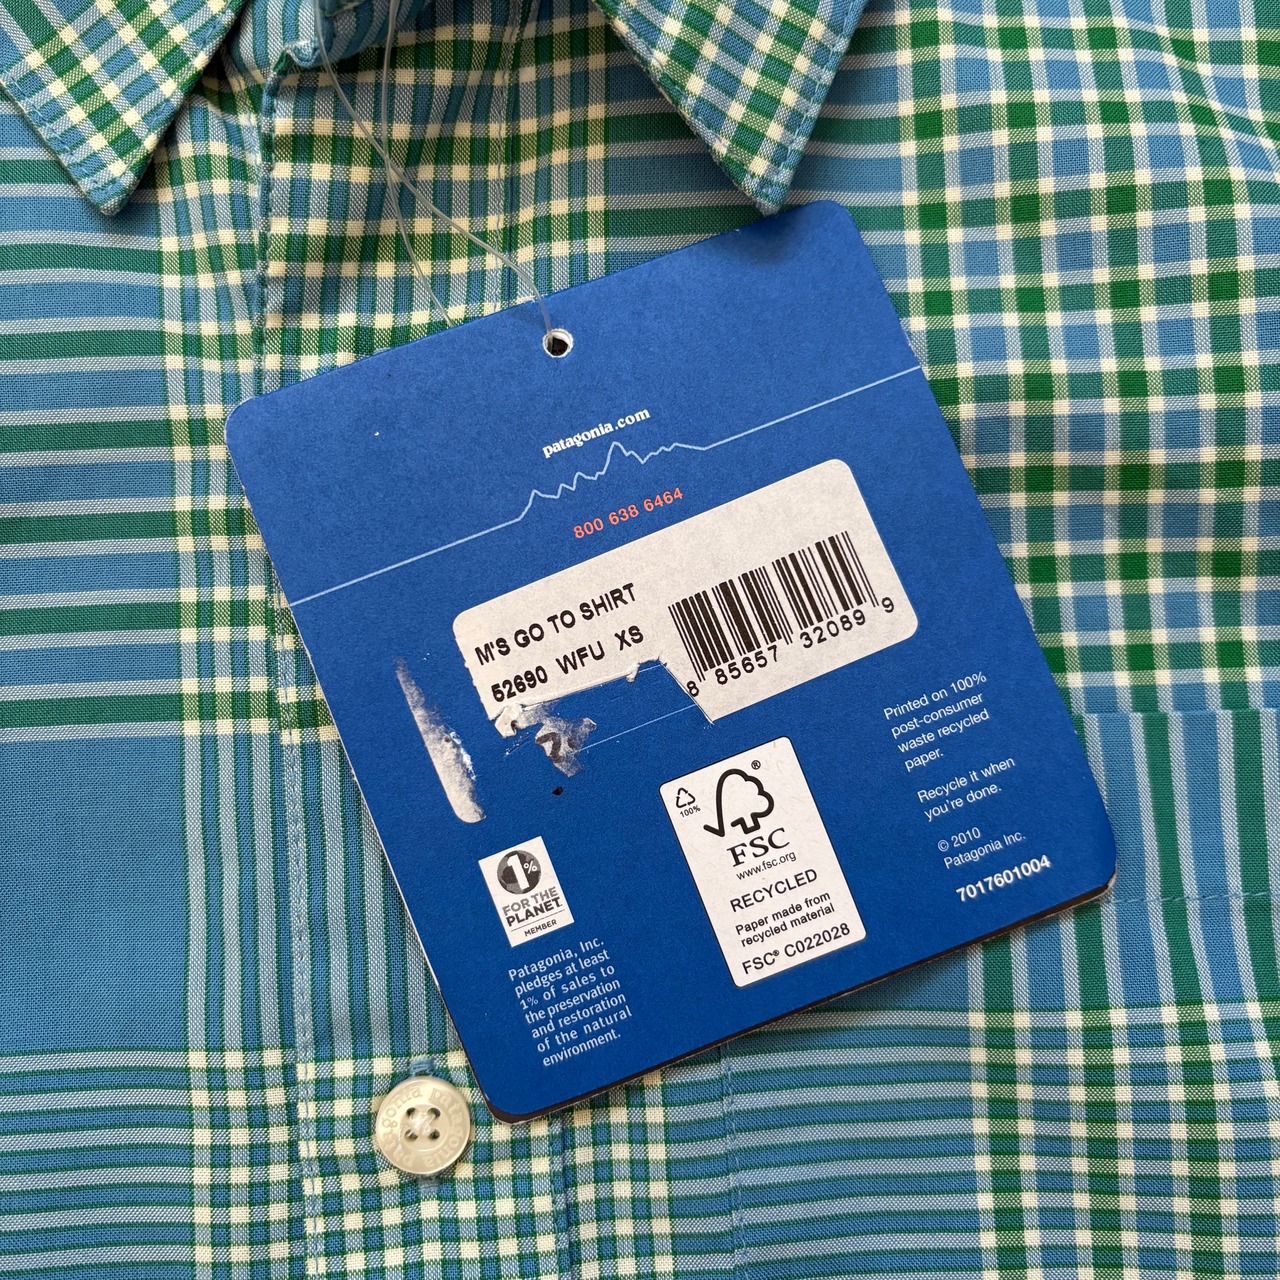 patagonia.com
800 638 6464
M'S GO TO SHIRT
52690 WFU XS
8 85657 32089 9
Printed on 100%
post-consumer
waste recycled
paper.
Recycle it when
you're done.
© 2010
Patagonia Inc.
7017601004
100%
®
FSC
www.fsc.org
RECYCLED
Paper made from
recycled material
FSC® C022028
1%
FOR THE
PLANET
MEMBER
Patagonia, Inc.
pledges at least
1% of sales to
the preservation
and restoration
of the natural
environment.
patagonia patagonia